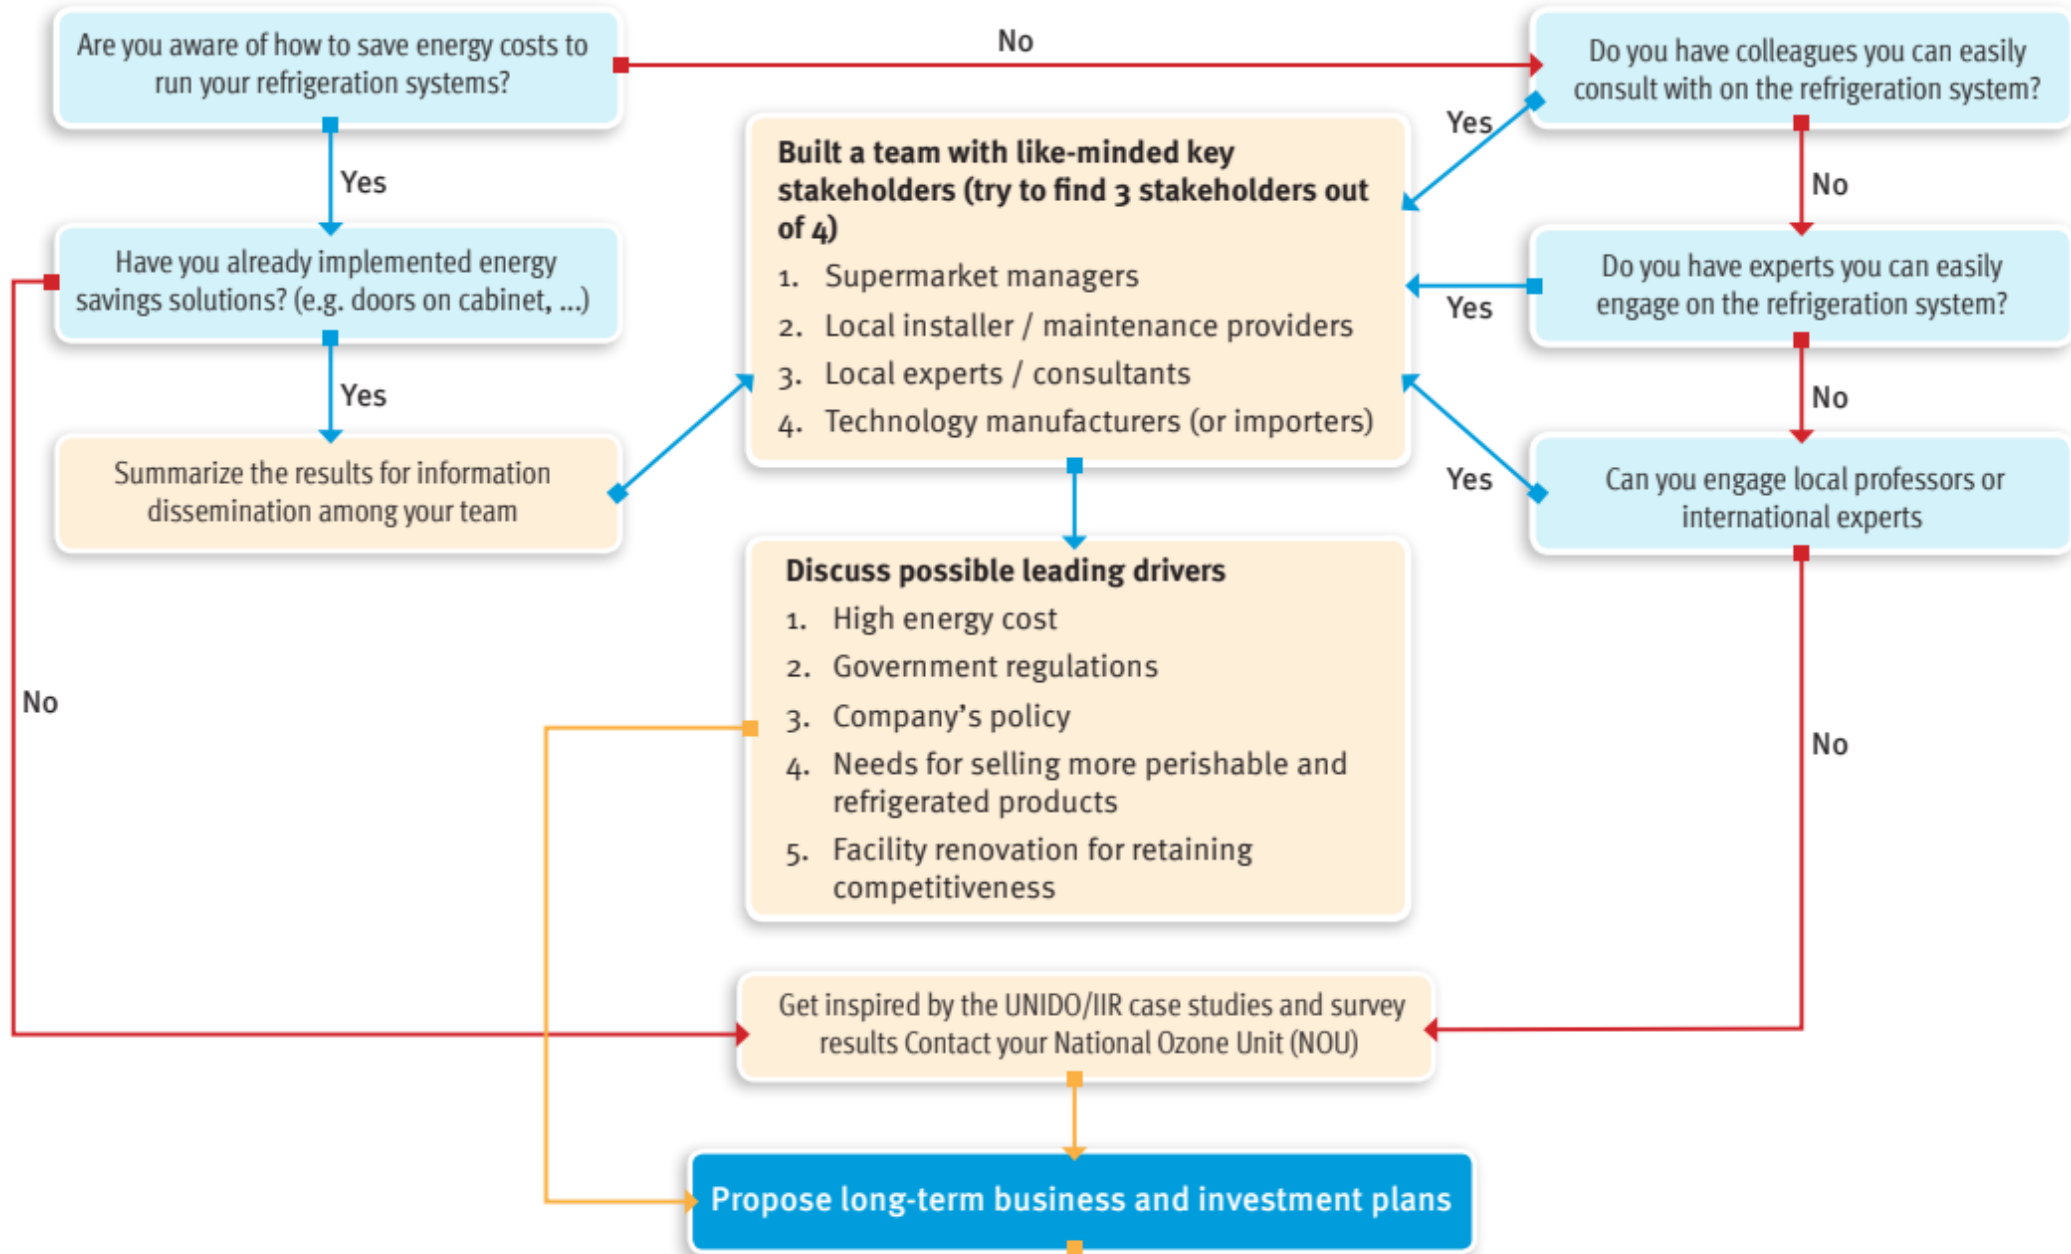 Are you aware of how to save energy costs to
run your refrigeration systems?
No
Do you have colleagues you can easily
consult with on the refrigeration system?
Yes
Yes
No
Built a team with like-minded key
stakeholders (try to find 3 stakeholders out
of 4)
1. Supermarket managers
2. Local installer / maintenance providers
3. Local experts / consultants
4. Technology manufacturers (or importers)
Have you already implemented energy
savings solutions? (e.g. doors on cabinet, ...)
Yes
Do you have experts you can easily
engage on the refrigeration system?
Yes
No
Summarize the results for information
dissemination among your team
Yes
Can you engage local professors or
international experts
Discuss possible leading drivers
1. High energy cost
2. Government regulations
3. Company's policy
4. Needs for selling more perishable and
refrigerated products
5. Facility renovation for retaining
competitiveness
No
No
Get inspired by the UNIDO/IIR case studies and survey
results Contact your National Ozone Unit (NOU)
Propose long-term business and investment plans